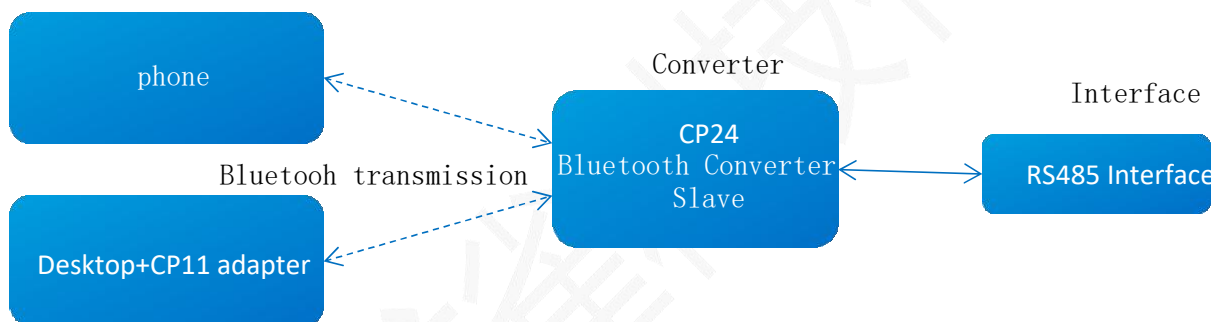 phone
Converter
Interface
CP24
Bluetooth Converter
Slave
RS485 Interface
Bluetooh transmission
Desktop+CP11 adapter